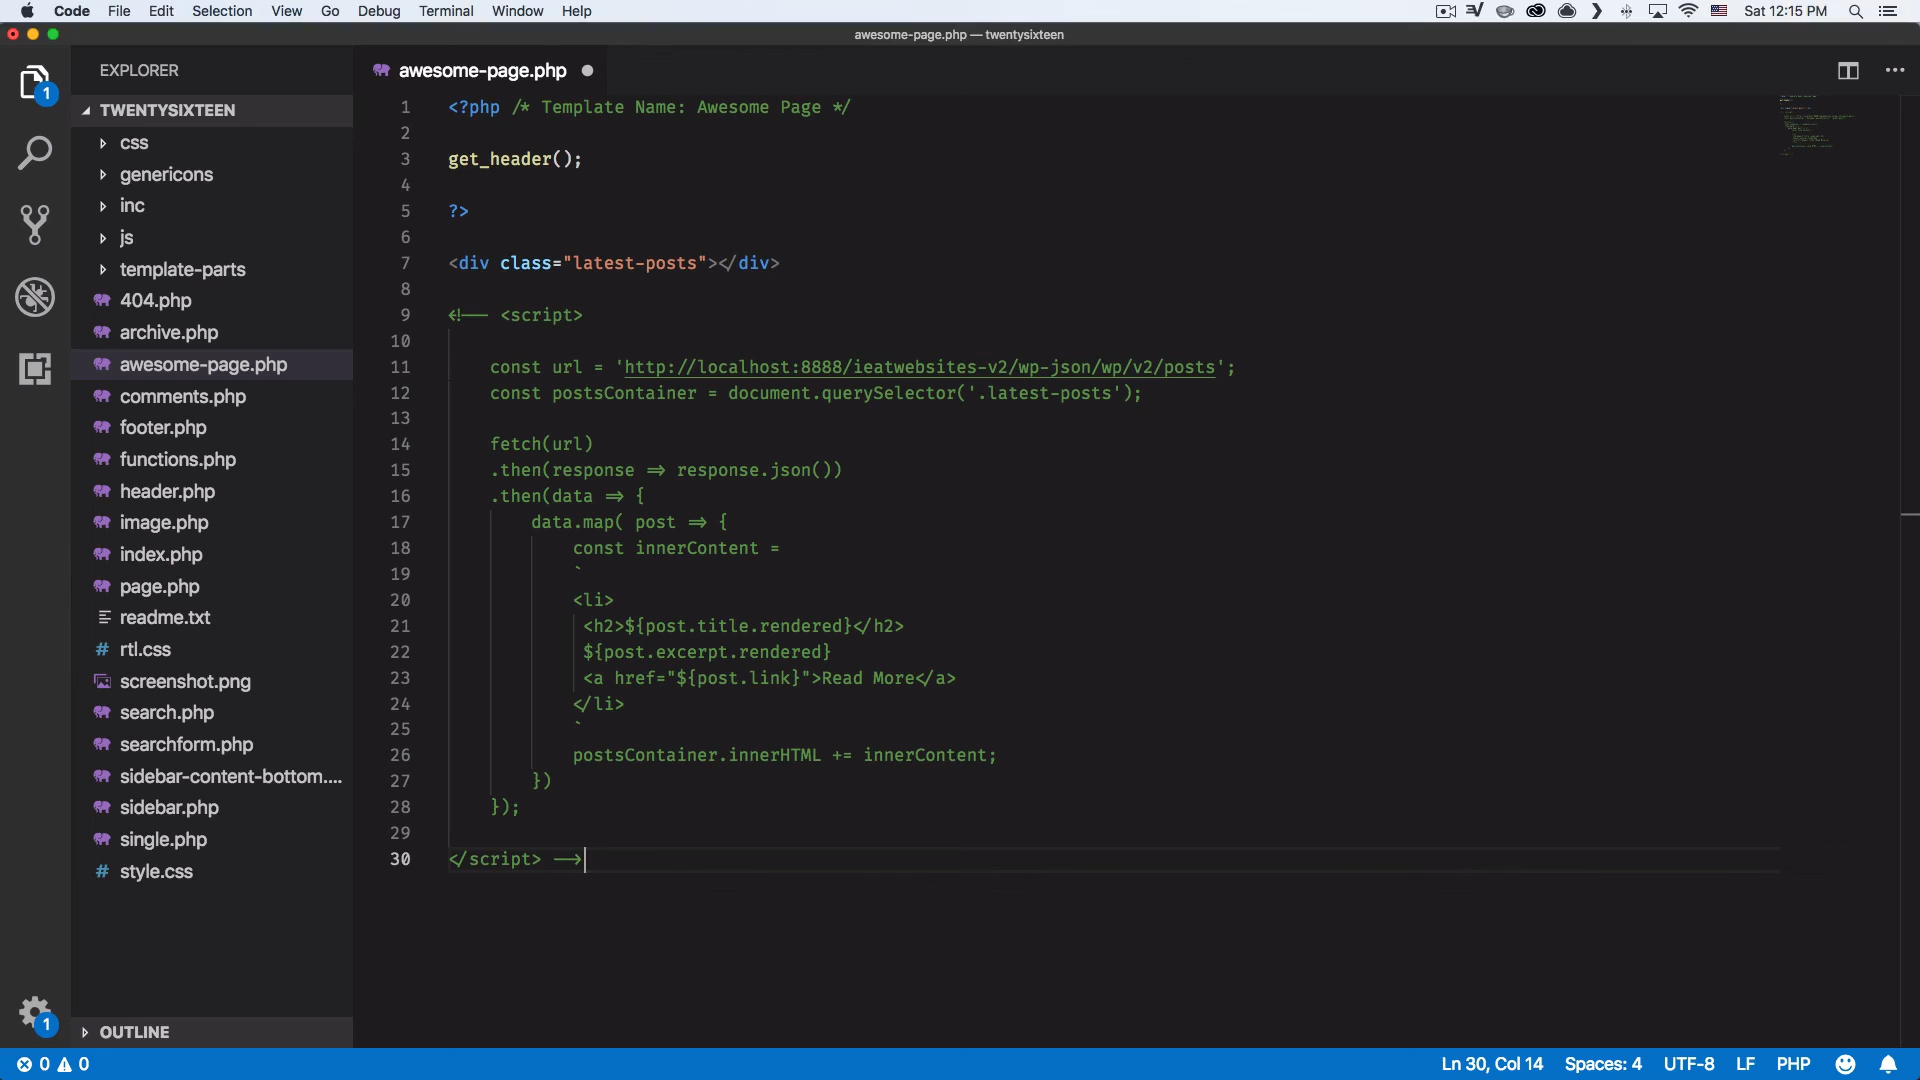 Code File Edit Selection View Go Debug Terminal Window Help Sat 12:15 PM
awesome-page.php — twentysixteen
1
EXPLORER
TWENTYSIXTEEN
css
genericons
inc
js
template-parts
404.php
archive.php
awesome-page.php
comments.php
footer.php
functions.php
header.php
image.php
index.php
page.php
readme.txt
rtl.css
screenshot.png
search.php
searchform.php
sidebar-content-bottom....
sidebar.php
single.php
style.css
1
OUTLINE
awesome-page.php
1 <?php /* Template Name: Awesome Page */
2
3 get_header();
4
5 ?>
6
7 <div class="latest-posts"></div>
8
9 <!-- <script>
10
11 const url = 'http://localhost:8888/ieatwebsites-v2/wp-json/wp/v2/posts';
12 const postsContainer = document.querySelector('.latest-posts');
13
14 fetch(url)
15 .then(response => response.json())
16 .then(data => {
17 data.map( post => {
18 const innerContent =
19 `
20 <li>
21 <h2>${post.title.rendered}</h2>
22 ${post.excerpt.rendered}
23 <a href="${post.link}">Read More</a>
24 </li>
25 `
26 postsContainer.innerHTML += innerContent;
27 })
28 });
29
30 </script> -->
0 0 Ln 30, Col 14 Spaces: 4 UTF-8 LF PHP